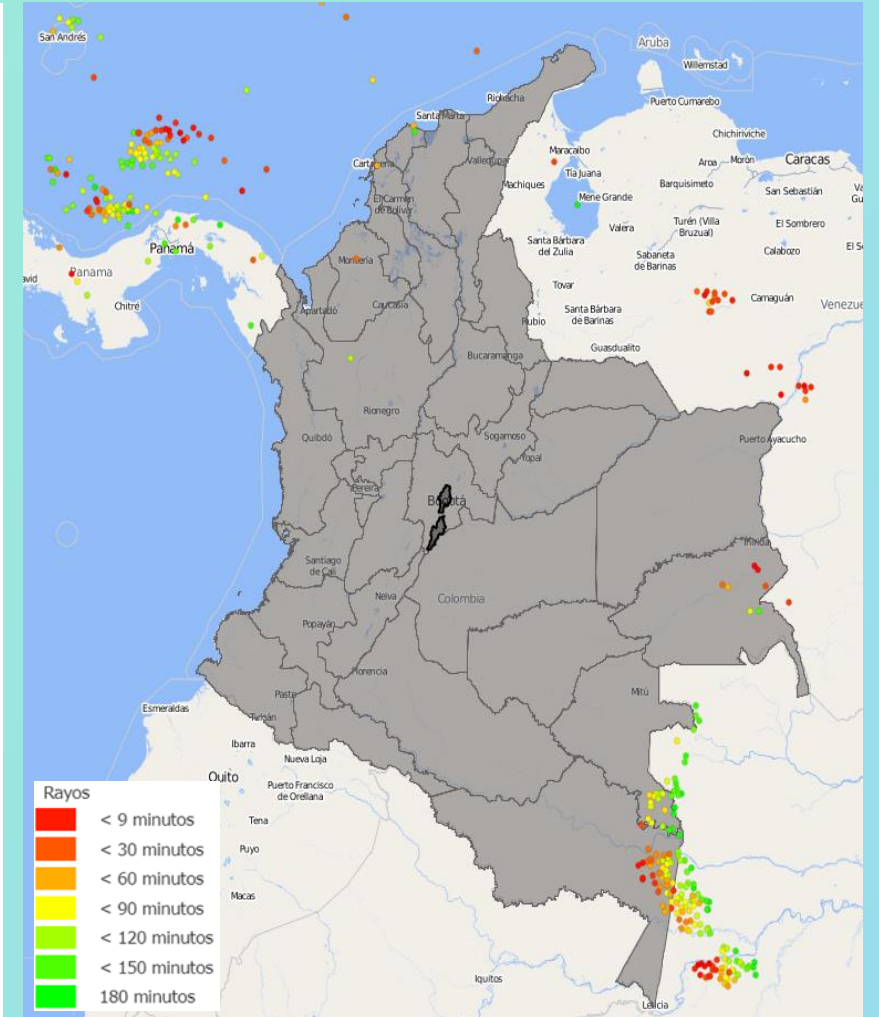 San Andrés
Aruba
Willemstad
Riohacha
Puerto Cumarebo
Santa Marta
Chichiriviche
Maracaibo
Caracas
Aroa
Morón
Valledupar
Tía Juana
Machiques
Barquisimeto
San Sebastián
Mene Grande
El Carmen
de Bolívar
Valera
Turén (Villa
Bruzual)
El Sombrero
Panamá
Santa Bárbara
del Zulia
Sabaneta
de Barinas
Calabozo
Montería
Panama
Tovar
Camaguán
Chitré
Apartadó
Caucasia
Santa Bárbara
de Barinas
Rubio
Guasdualito
Bucaramanga
Rionegro
Quibdó
Sogamoso
Puerto Ayacucho
Yopal
Pereira
Bogotá
Inírida
Santiago
de Cali
Neiva
Colombia
Popayán
Florencia
Mitú
Pasto
Esmeraldas
Tulcán
Ibarra
Nueva Loja
Quito
Puerto Francisco
de Orellana
Tena
Puyo
Macas
Iquitos
Leticia
Rayos
< 9 minutos
< 30 minutos
< 60 minutos
< 90 minutos
< 120 minutos
< 150 minutos
180 minutos